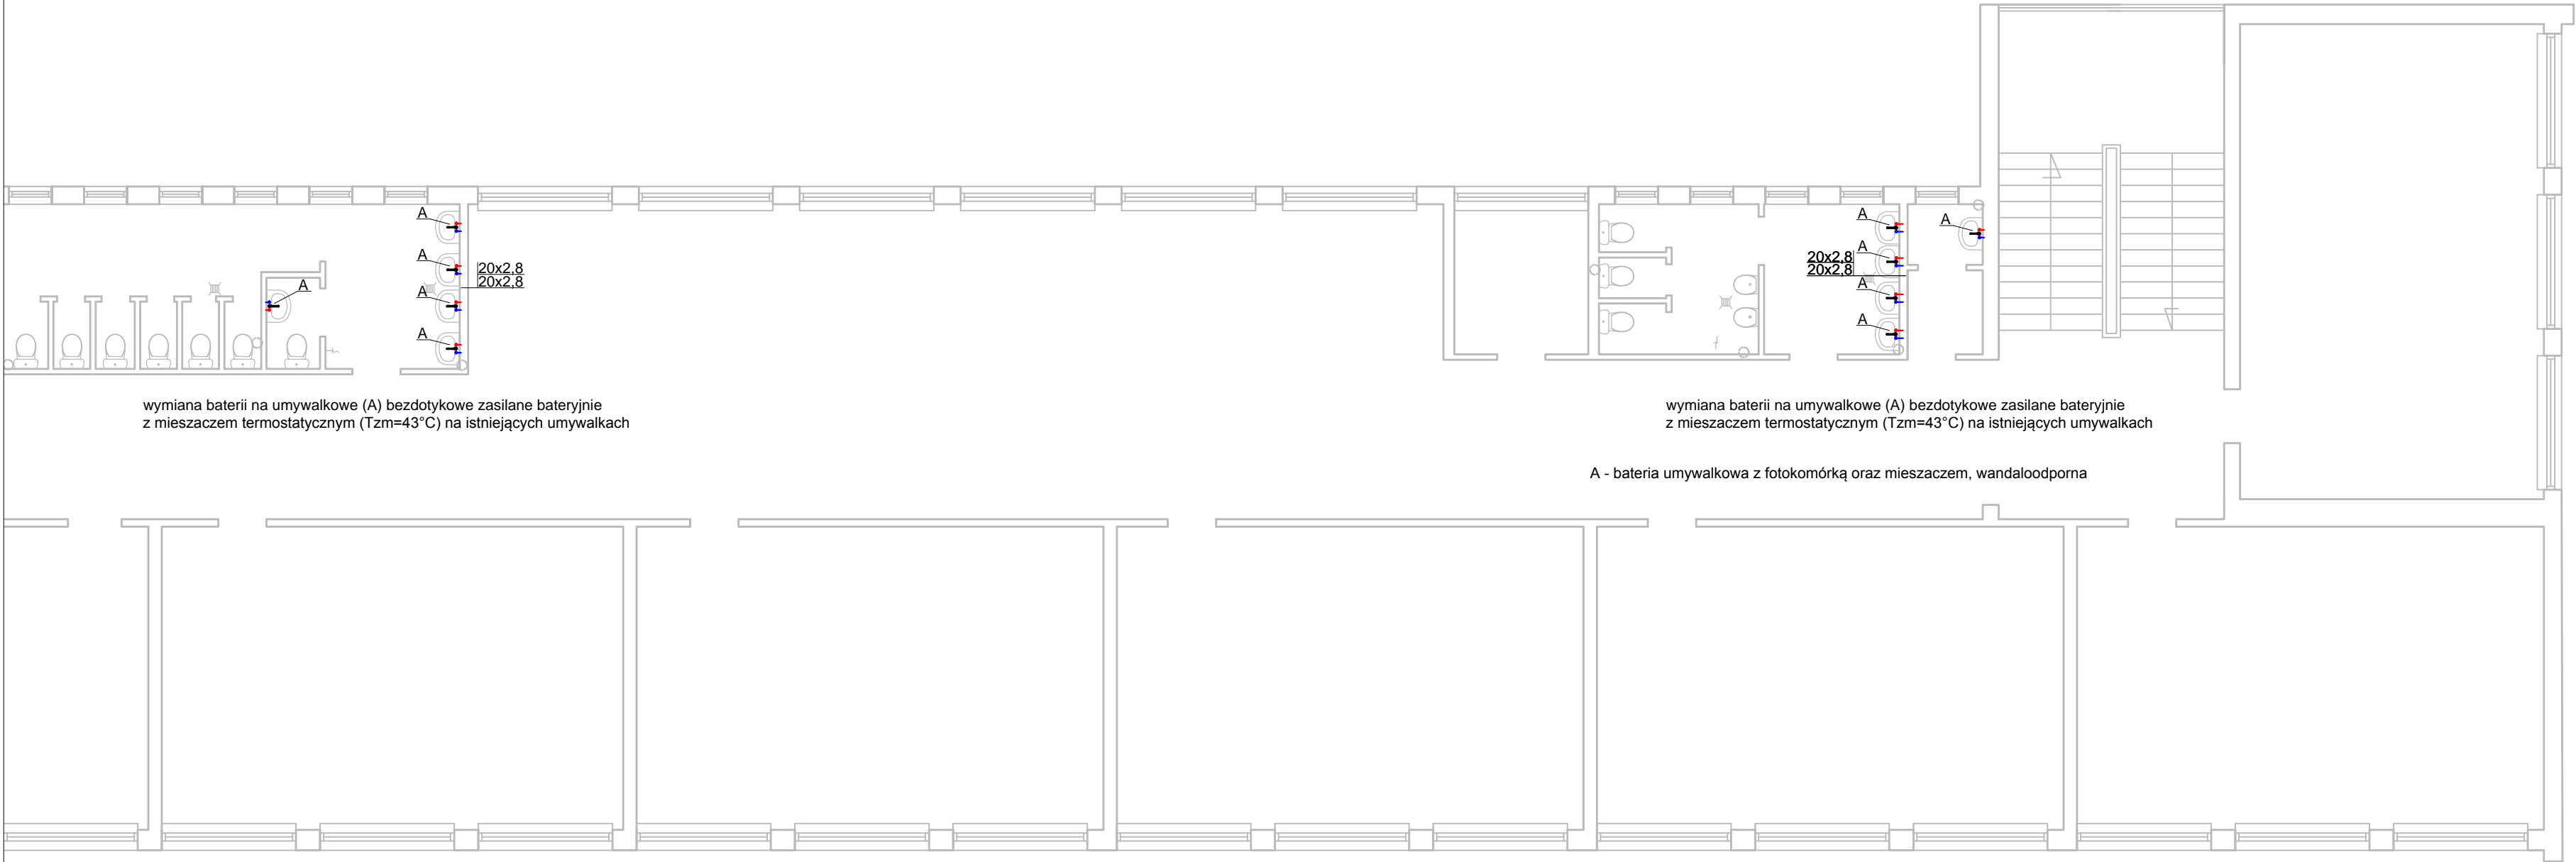 A
A
A
A
A
20x2,8
20x2,8
wymiana baterii na umywalkowe (A) bezdotykowe zasilane bateryjnie
z mieszaczem termostatycznym (Tzm=43°C) na istniejących umywalkach
A
A
A
A
A
20x2,8
20x2,8
wymiana baterii na umywalkowe (A) bezdotykowe zasilane bateryjnie
z mieszaczem termostatycznym (Tzm=43°C) na istniejących umywalkach
A - bateria umywalkowa z fotokomórką oraz mieszaczem, wandaloodporna